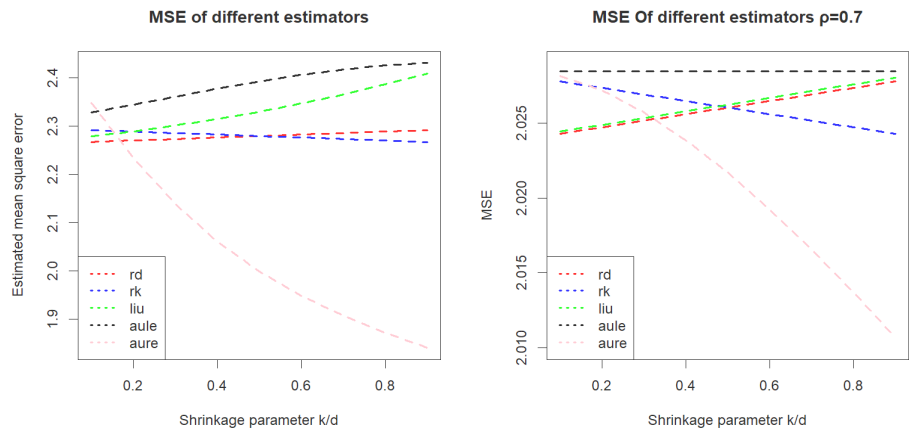 MSE of different estimators
Estimated mean square error
2.4
2.3
2.2
2.1
2.0
1.9
rd
rk
liu
aule
aure
0.2
0.4
0.6
0.8
Shrinkage parameter k/d
MSE Of different estimators ρ=0.7
MSE
2.025
2.020
2.015
2.010
rd
rk
liu
aule
aure
0.2
0.4
0.6
0.8
Shrinkage parameter k/d